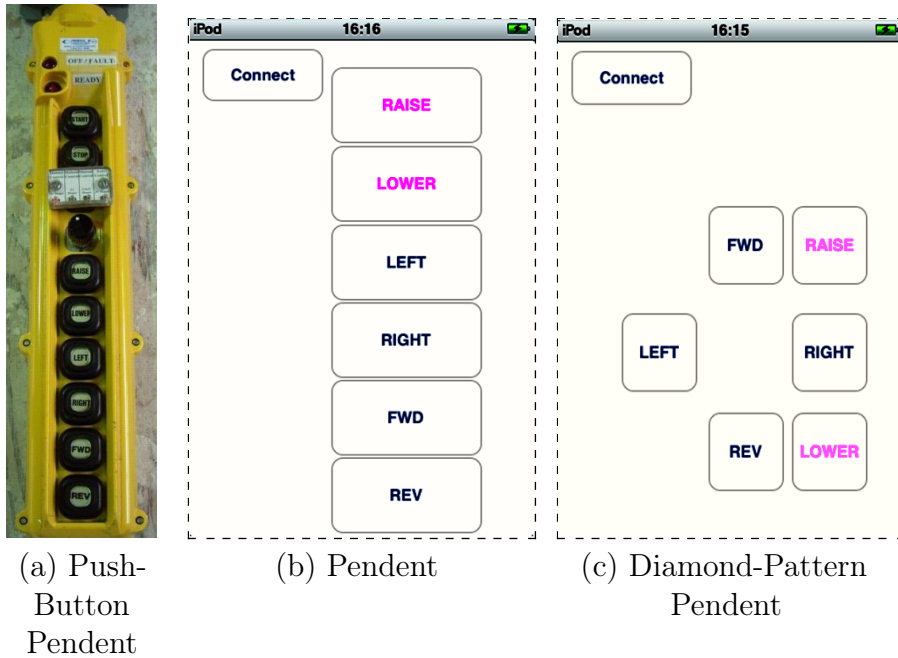 OFF / FAULT
READY
START
STOP
RAISE
LOWER
LEFT
RIGHT
FWD
REV
(a) Push-
Button
Pendent
iPod 16:16
Connect
RAISE
LOWER
LEFT
RIGHT
FWD
REV
(b) Pendent
iPod 16:15
Connect
FWD RAISE
LEFT RIGHT
REV LOWER
(c) Diamond-Pattern
Pendent